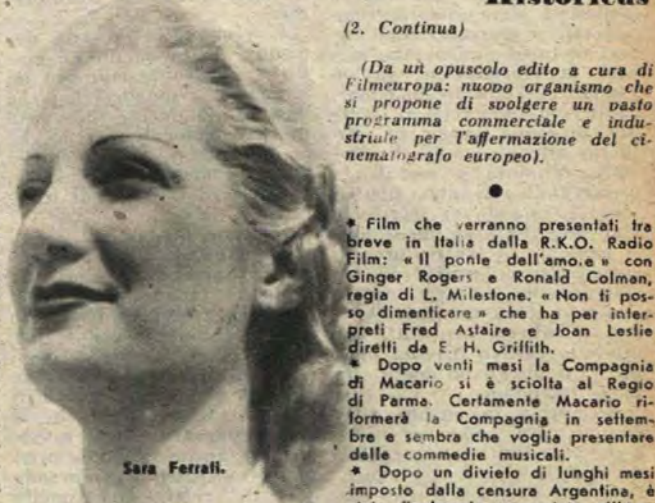 Historicus
(2. Continua)
(Da un opuscolo edito a cura di
Filmeuropa: nuovo organismo che
si propone di svolgere un vasto
programma commerciale e indu-
striale per l'affermazione del ci-
nematografo europeo).
●
* Film che verranno presentati tra
breve in Italia dalla R.K.O. Radio
Film: « Il ponte dell'amo.e » con
Ginger Rogers e Ronald Colman,
regia di L. Milestone. « Non ti pos-
so dimenticare » che ha per inter-
preti Fred Astaire e Joan Leslie
diretti da E. H. Griffith.
* Dopo venti mesi la Compagnia
di Macario si è sciolta al Regio
di Parma. Certamente Macario ri-
formerà la Compagnia in settem-
bre e sembra che voglia presentare
delle commedie musicali.
* Dopo un divieto di lunghi mesi
imposto dalla censura Argentina, è
Sara Ferrati.